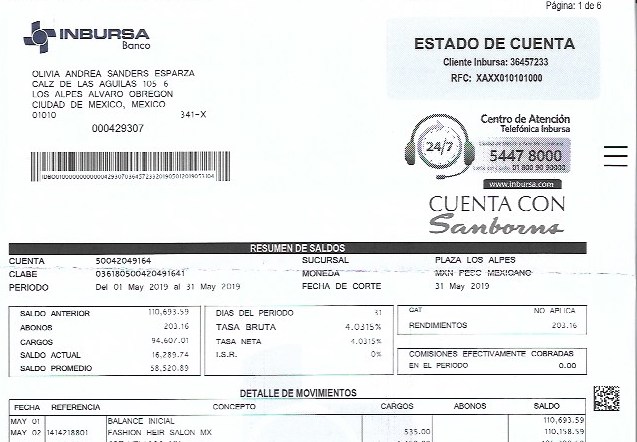 Página: 1 de 6
INBURSA
Banco
ESTADO DE CUENTA
Cliente Inbursa: 36457233
RFC: XAXX010101000
OLIVIA ANDREA SANDERS ESPARZA
CALZ DE LAS AGUILAS 105 6
LOS ALPES ALVARO OBREGON
CIUDAD DE MEXICO, MEXICO
01010 341-X
000429307
Centro de Atención
Telefónica Inbursa
24/7
5447 8000
01 800 90 90000
www.inbursa.com
CUENTA CON
Sanborns
RESUMEN DE SALDOS
CUENTA 50042049164 SUCURSAL PLAZA LOS ALPES
CLABE 036180500420491641 MONEDA MXN PESO MEXICANO
PERIODO Del 01 May 2019 al 31 May 2019 FECHA DE CORTE 31 May 2019
SALDO ANTERIOR 110,693.59
ABONOS 203.16
CARGOS 94,607.01
SALDO ACTUAL 16,289.74
SALDO PROMEDIO 58,520.89
DIAS DEL PERIODO 31
TASA BRUTA 4.0315%
TASA NETA 4.0315%
I.S.R. 0%
GAT NO APLICA
RENDIMIENTOS 203.16
COMISIONES EFECTIVAMENTE COBRADAS
EN EL PERIODO 0.00
DETALLE DE MOVIMIENTOS
FECHA REFERENCIA CONCEPTO CARGOS ABONOS SALDO
MAY 01 BALANCE INICIAL 110,693.59
MAY 02 1414218801 FASHION HEIR SALON MX 535.00 110,158.59